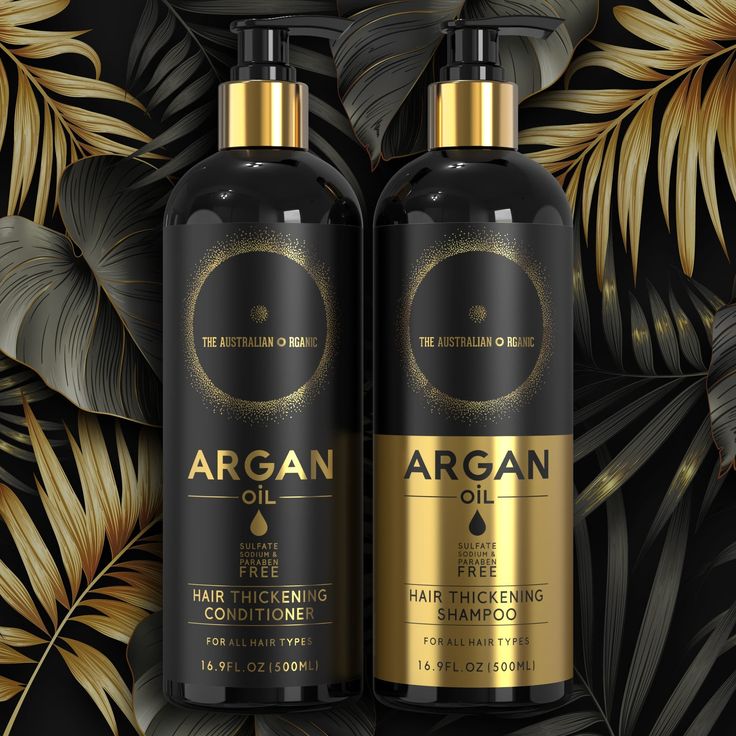 THE AUSTRALIAN ORGANIC
ARGAN
OiL
SULFATE
SODIUM &
PARABEN
FREE
HAIR THICKENING
CONDITIONER
FOR ALL HAIR TYPES
16.9FL.OZ (500ML)
THE AUSTRALIAN ORGANIC
ARGAN
OiL
SULFATE
SODIUM &
PARABEN
FREE
HAIR THICKENING
SHAMPOO
FOR ALL HAIR TYPES
16.9FL.OZ (500ML)